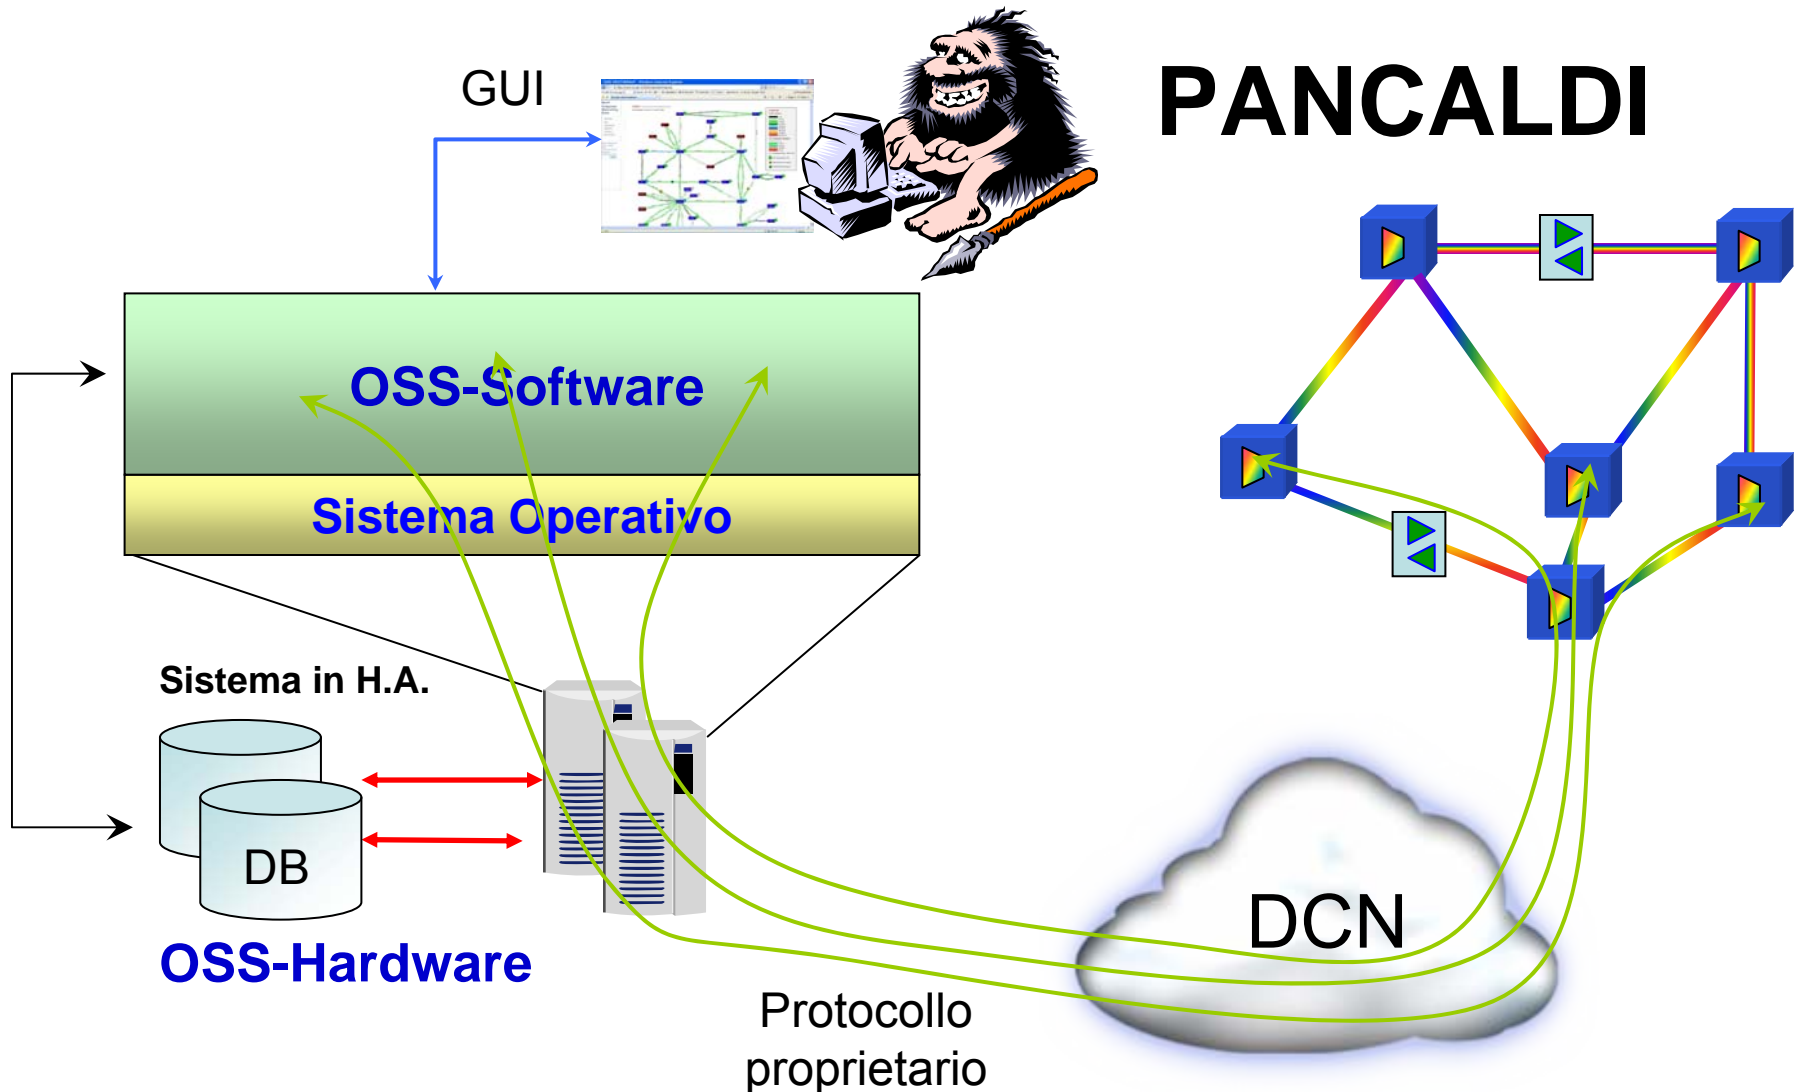 GUI
PANCALDI
OSS-Software
Sistema Operativo
Sistema in H.A.
DB
OSS-Hardware
DCN
Protocollo
proprietario